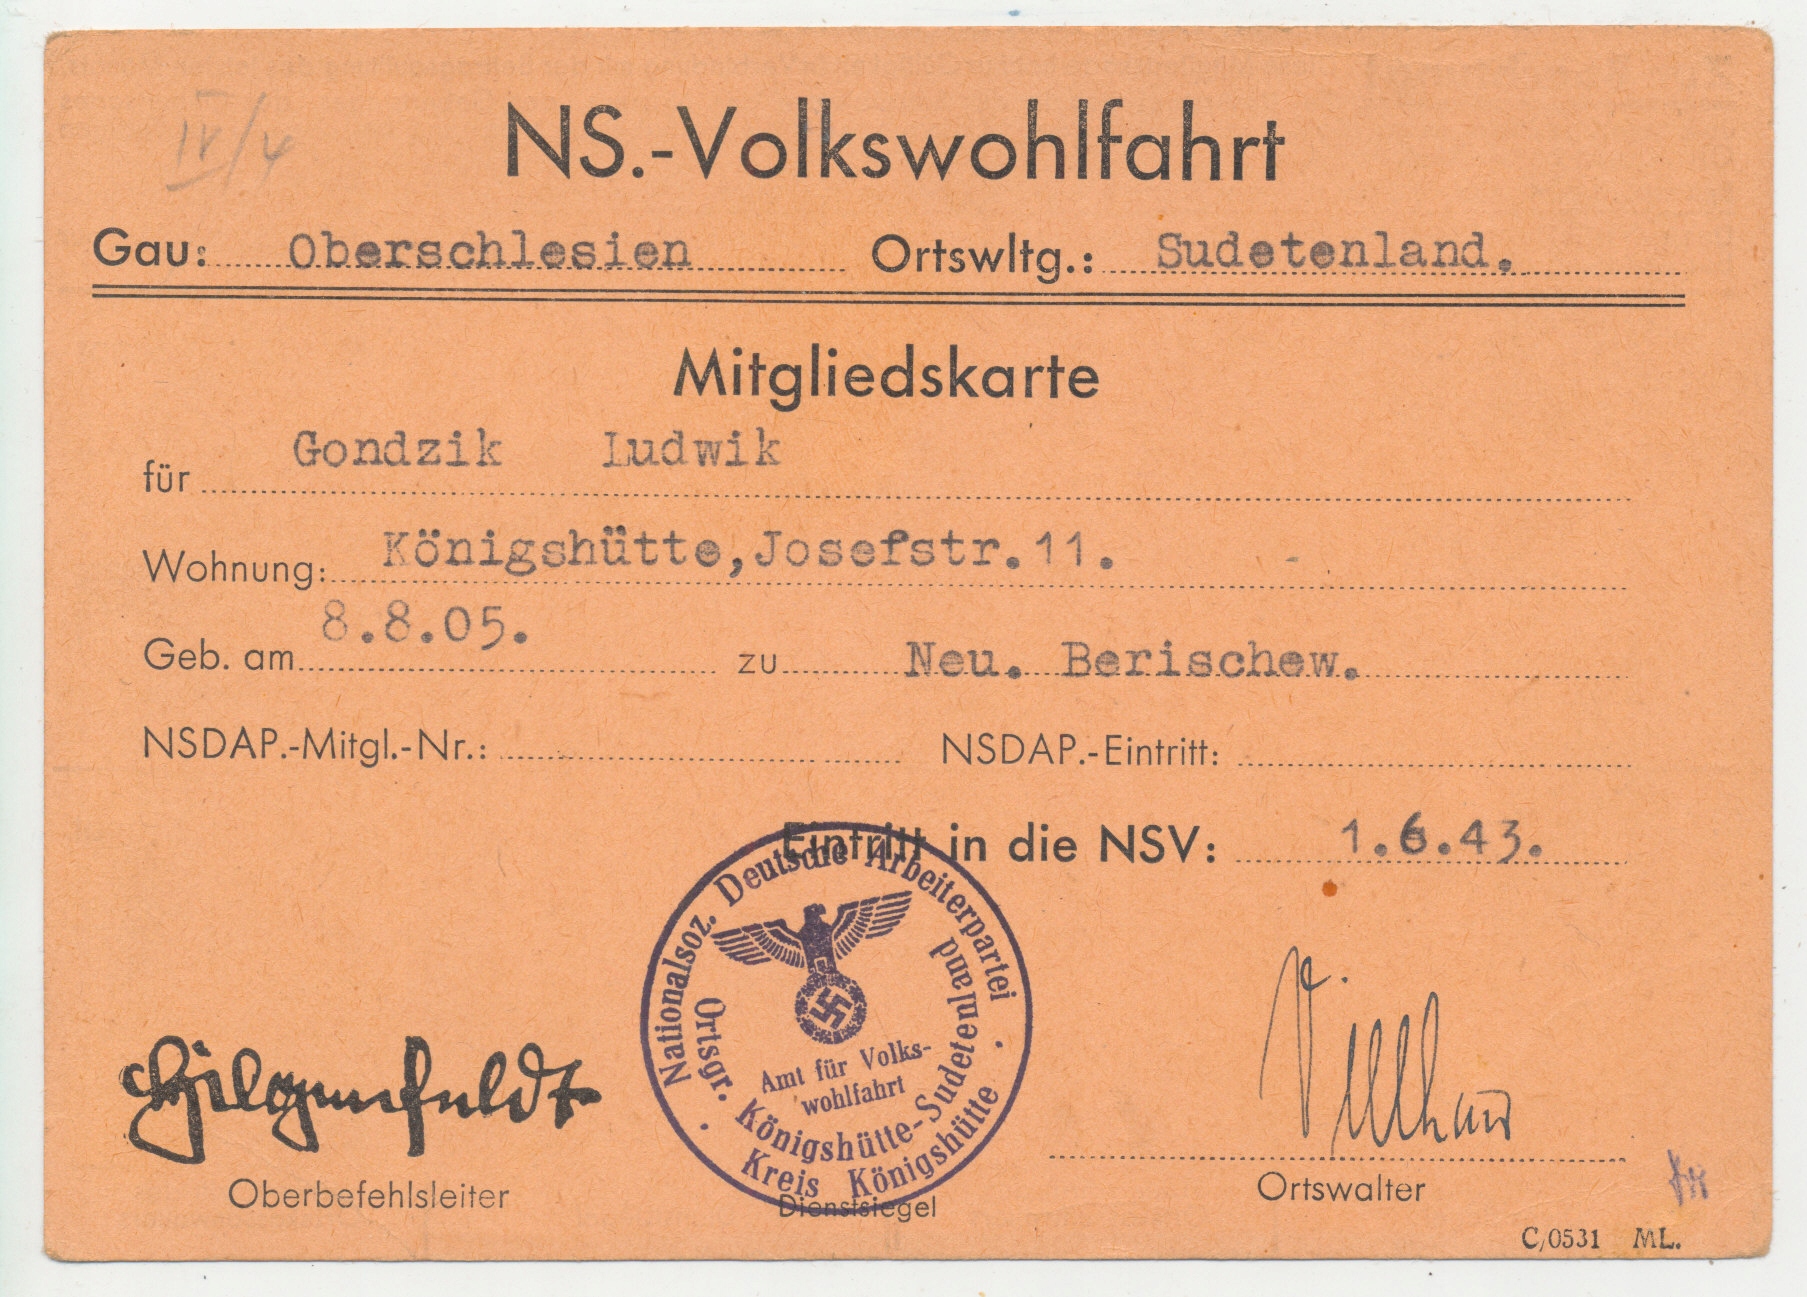 IV/4
NS.-Volkswohlfahrt
Gau: Oberschlesien Ortswltg.: Sudetenland.
Mitgliedskarte
für Gondzik Ludwik
Wohnung: Königshütte, Josefstr. 11.
Geb. am 8.8.05. zu Neu. Berischew.
NSDAP.-Mitgl.-Nr.: NSDAP.-Eintritt:
Eintritt in die NSV: 1.6.43.
Nationalsoz. Deutsche Arbeiterpartei
Ortsgr. Königshütte-Sudetenland
Amt für Volks-
wohlfahrt
Kreis Königshütte
Hilgenfeldt
Oberbefehlsleiter Dienstsiegel Ortswalter
C/0531 ML.